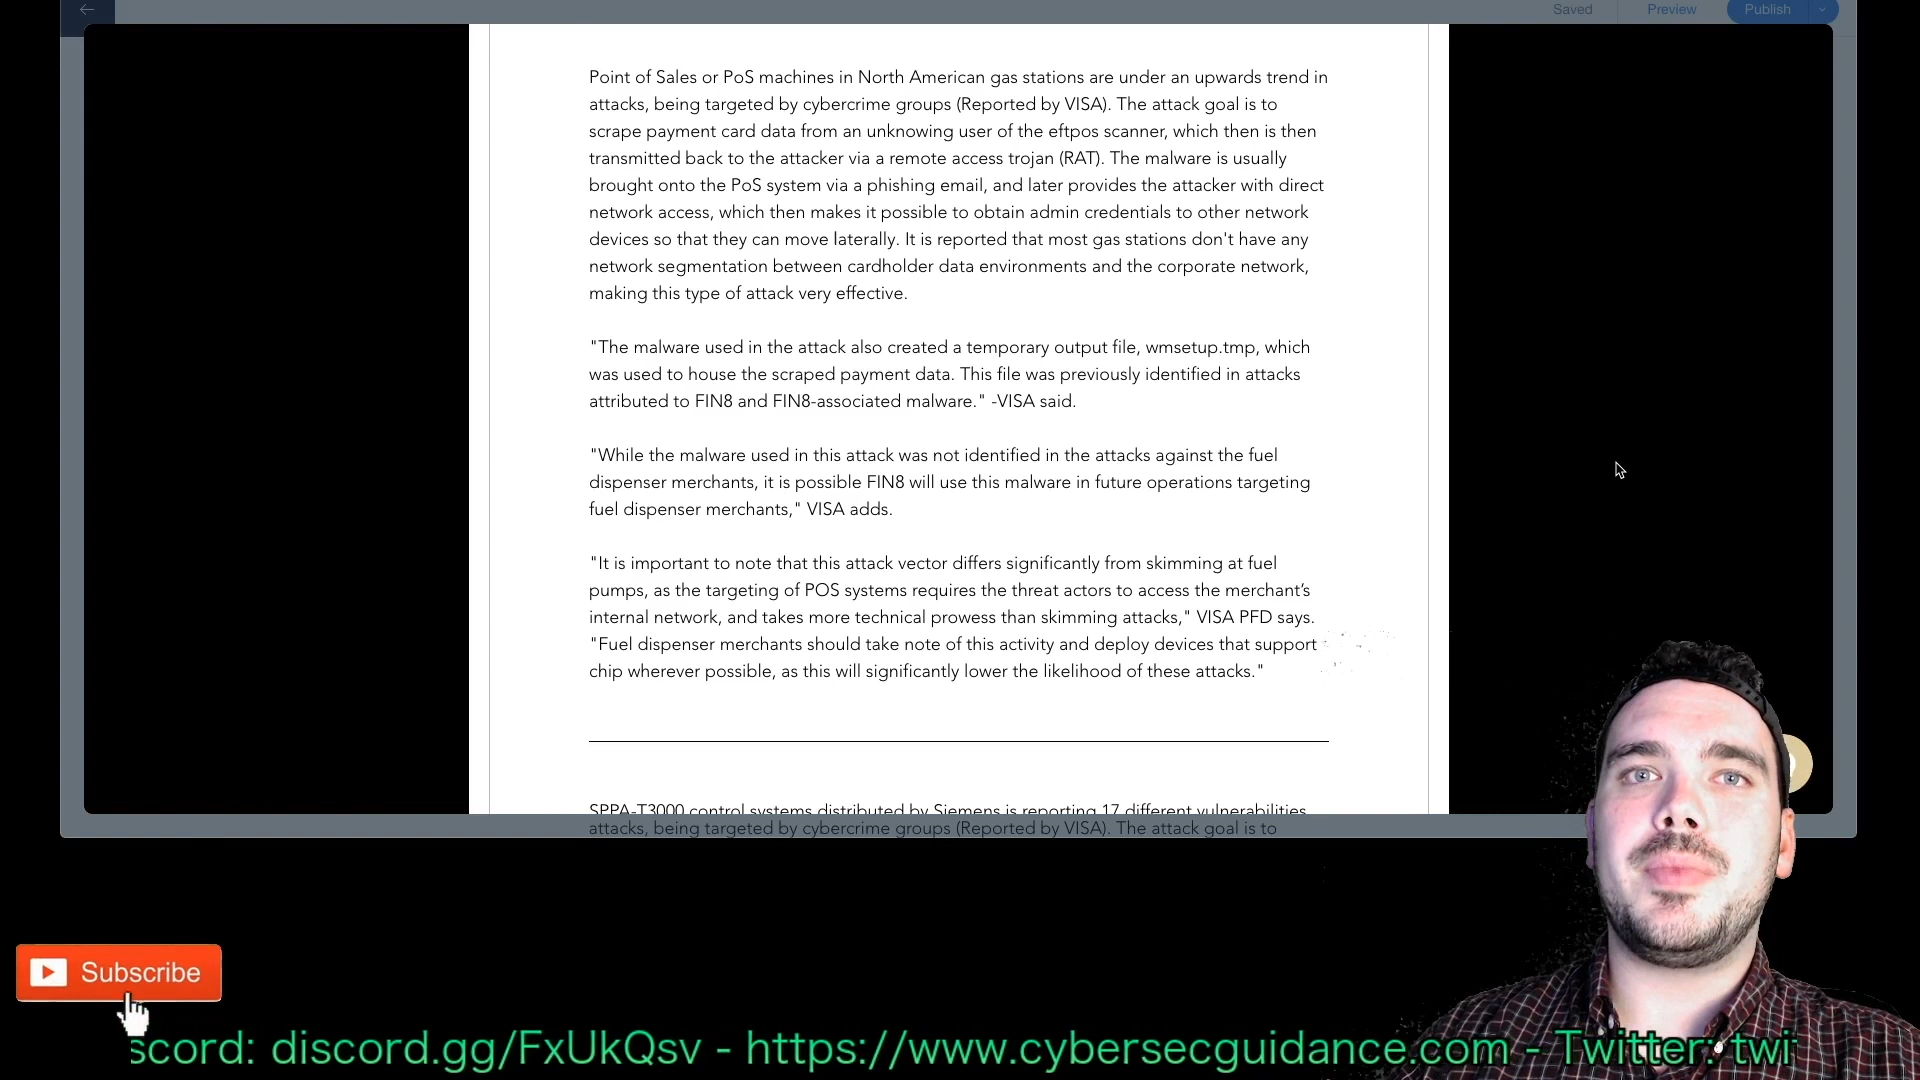 Saved
Preview
Publish
Point of Sales or PoS machines in North American gas stations are under an upwards trend in
attacks, being targeted by cybercrime groups (Reported by VISA). The attack goal is to
scrape payment card data from an unknowing user of the eftpos scanner, which then is then
transmitted back to the attacker via a remote access trojan (RAT). The malware is usually
brought onto the PoS system via a phishing email, and later provides the attacker with direct
network access, which then makes it possible to obtain admin credentials to other network
devices so that they can move laterally. It is reported that most gas stations don't have any
network segmentation between cardholder data environments and the corporate network,
making this type of attack very effective.
"The malware used in the attack also created a temporary output file, wmsetup.tmp, which
was used to house the scraped payment data. This file was previously identified in attacks
attributed to FIN8 and FIN8-associated malware." -VISA said.
"While the malware used in this attack was not identified in the attacks against the fuel
dispenser merchants, it is possible FIN8 will use this malware in future operations targeting
fuel dispenser merchants," VISA adds.
"It is important to note that this attack vector differs significantly from skimming at fuel
pumps, as the targeting of POS systems requires the threat actors to access the merchant’s
internal network, and takes more technical prowess than skimming attacks," VISA PFD says.
"Fuel dispenser merchants should take note of this activity and deploy devices that support
chip wherever possible, as this will significantly lower the likelihood of these attacks."
SPPA-T3000 control systems distributed by Siemens is reporting 17 different vulnerabilities
attacks, being targeted by cybercrime groups (Reported by VISA). The attack goal is to
Subscribe
scord: discord.gg/FxUkQsv - https://www.cybersecguidance.com - Twitter: twi